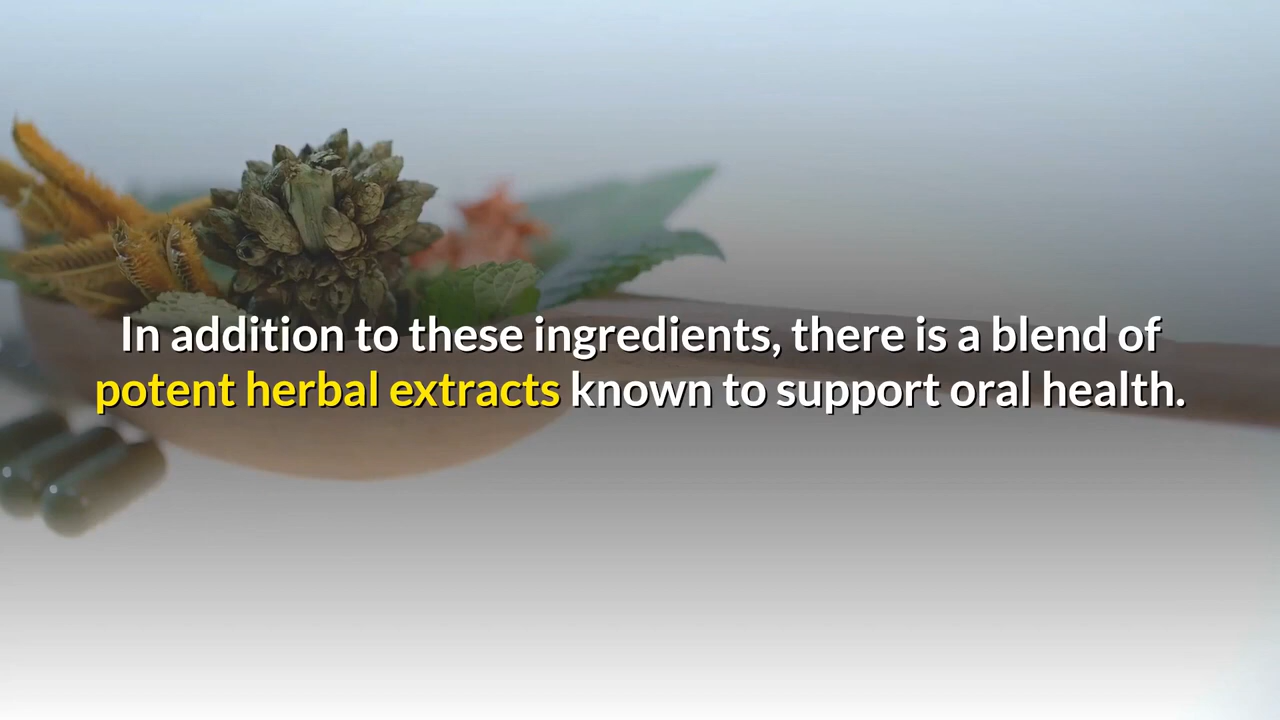 In addition to these ingredients, there is a blend of
potent herbal extracts known to support oral health.